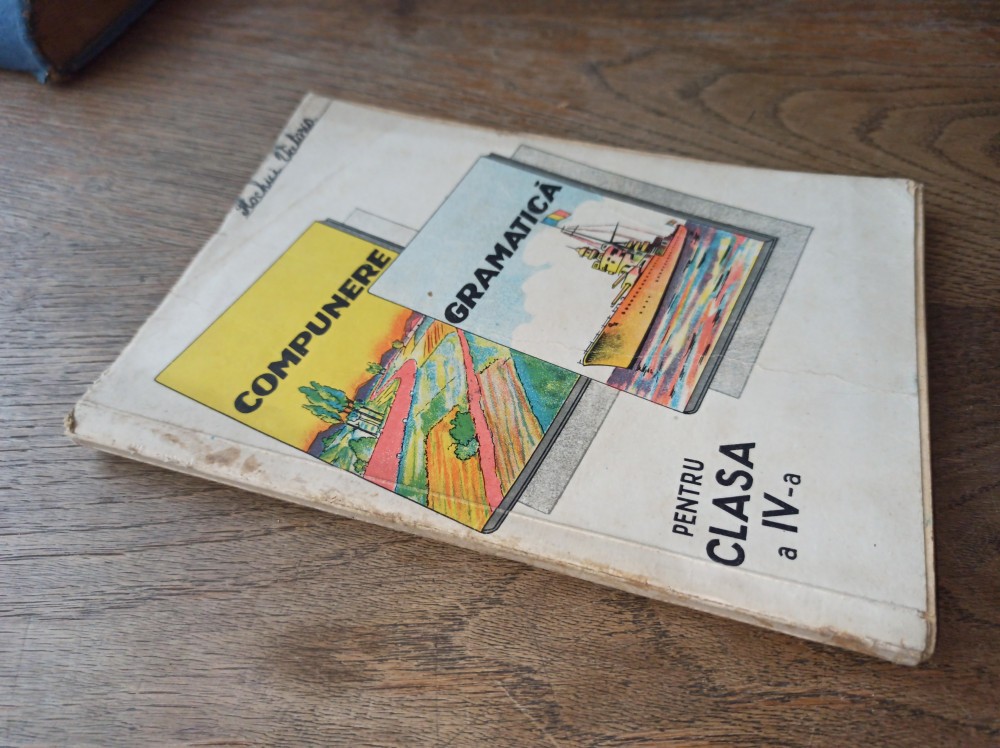 COMPUNERE
GRAMATICĂ
PENTRU
CLASA
a IV-a